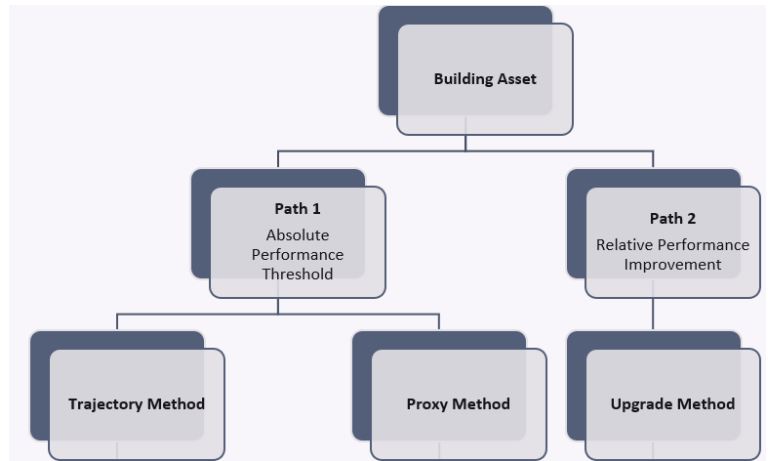 Building Asset
Path 1
Absolute
Performance
Threshold
Path 2
Relative Performance
Improvement
Trajectory Method
Proxy Method
Upgrade Method